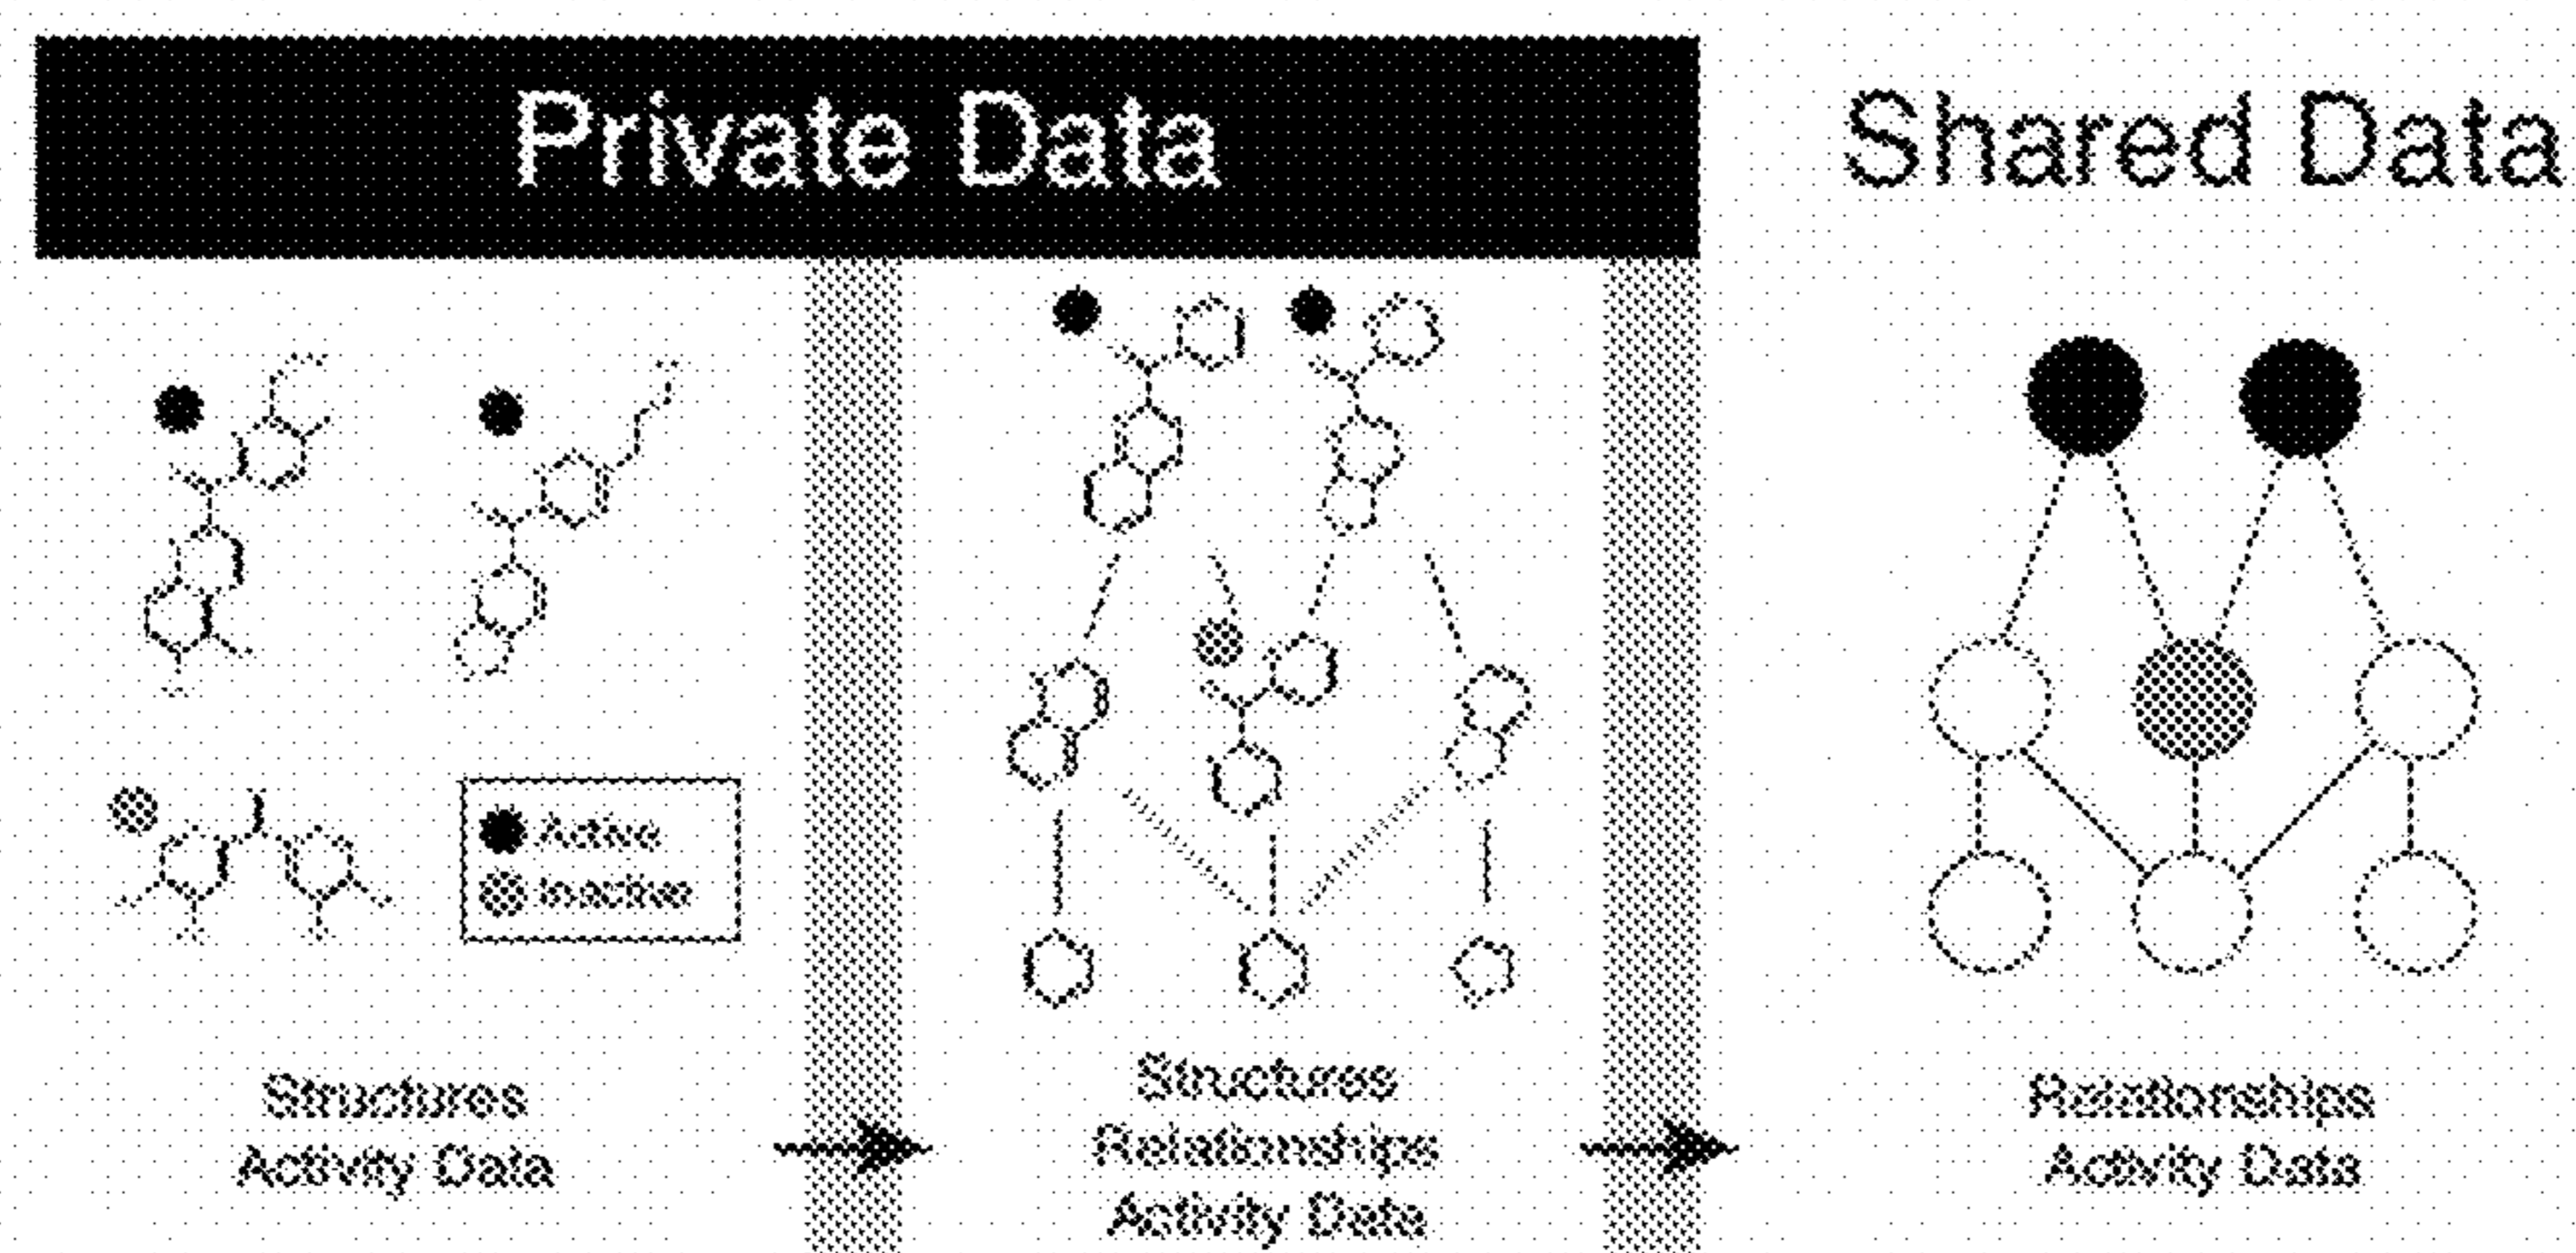 Private Data
Shared Data
Active
Inactive
Structures
Activity Data
Structures
Relationships
Activity Data
Relationships
Activity Data